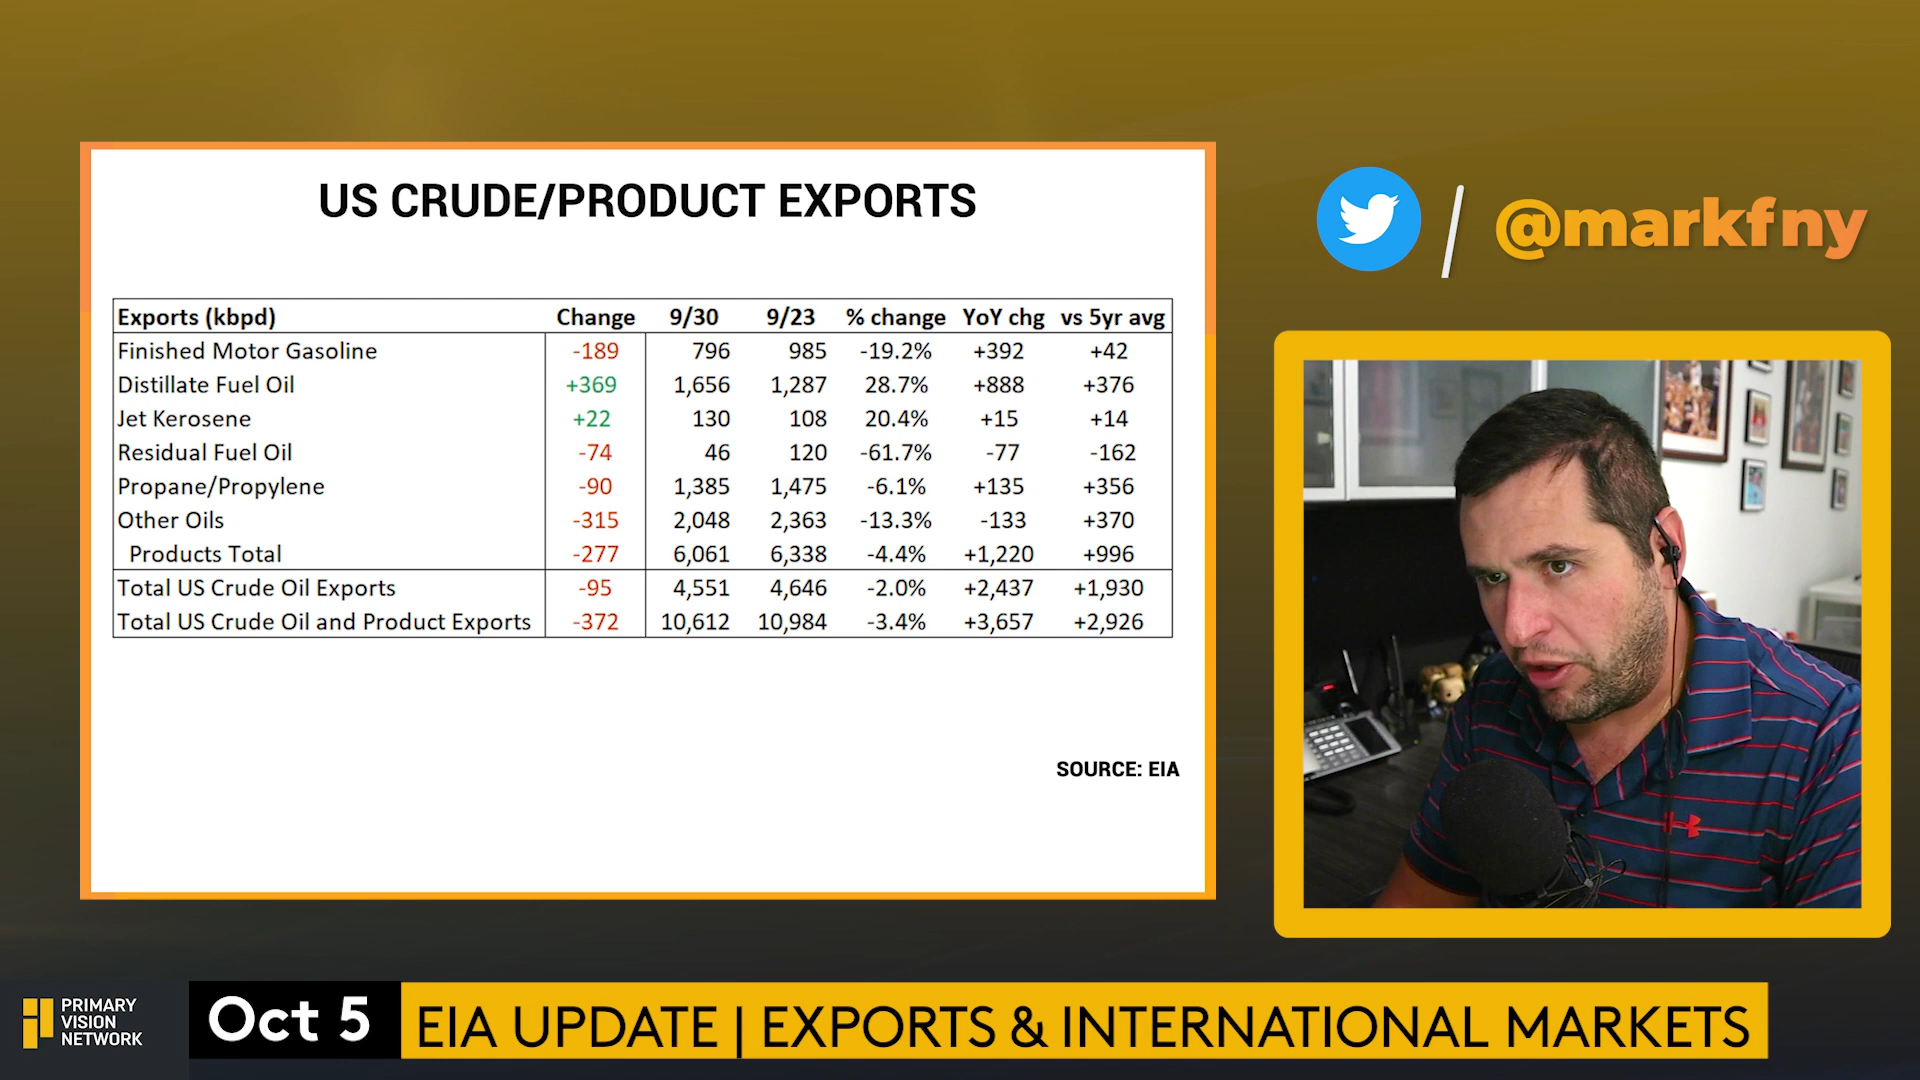 US CRUDE/PRODUCT EXPORTS
Exports (kbpd) Change 9/30 9/23 % change YoY chg vs 5yr avg
Finished Motor Gasoline -189 796 985 -19.2% +392 +42
Distillate Fuel Oil +369 1,656 1,287 28.7% +888 +376
Jet Kerosene +22 130 108 20.4% +15 +14
Residual Fuel Oil -74 46 120 -61.7% -77 -162
Propane/Propylene -90 1,385 1,475 -6.1% +135 +356
Other Oils -315 2,048 2,363 -13.3% -133 +370
Products Total -277 6,061 6,338 -4.4% +1,220 +996
Total US Crude Oil Exports -95 4,551 4,646 -2.0% +2,437 +1,930
Total US Crude Oil and Product Exports -372 10,612 10,984 -3.4% +3,657 +2,926
SOURCE: EIA
/ @markfny
PRIMARY
VISION
NETWORK
Oct 5
EIA UPDATE | EXPORTS & INTERNATIONAL MARKETS